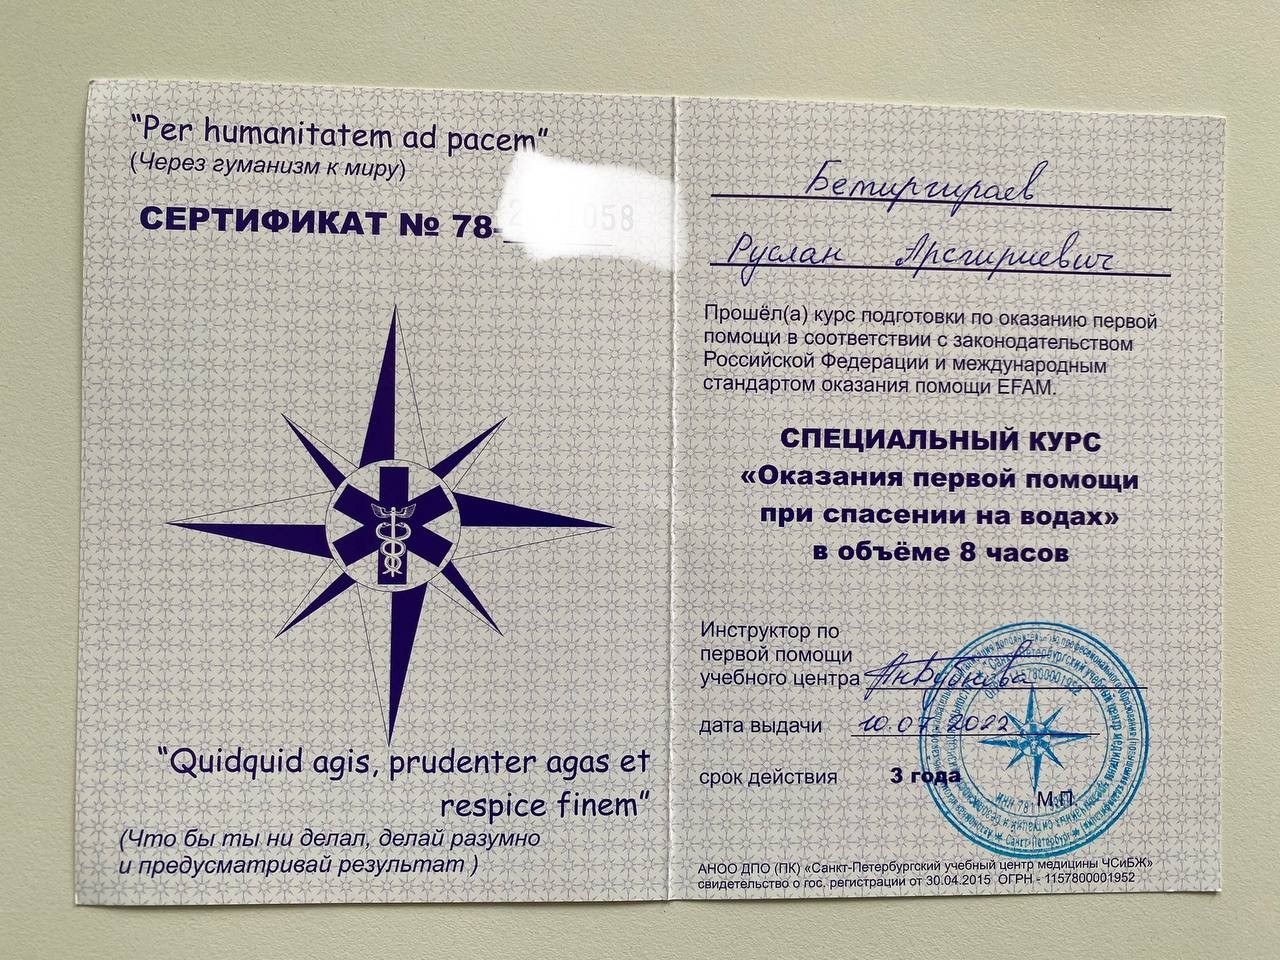 “Per humanitatem ad pacem”
(Через гуманизм к миру)
СЕРТИФИКАТ № 78-
058
“Quidquid agis, prudenter agas et
respice finem”
(Что бы ты ни делал, делай разумно
и предусматривай результат )
Бетиргираев
Руслан Арсгириевич
Прошёл(а) курс подготовки по оказанию первой
помощи в соответствии с законодательством
Российской Федерации и международным
стандартом оказания помощи EFAM.
СПЕЦИАЛЬНЫЙ КУРС
«Оказания первой помощи
при спасении на водах»
в объёме 8 часов
Инструктор по
первой помощи
учебного центра
дата выдачи 10.07.2022
срок действия 3 года
М.П.
АНОО ДПО (ПК) «Санкт-Петербургский учебный центр медицины ЧСиБЖ»
свидетельство о гос. регистрации от 30.04.2015 ОГРН - 1157800001952